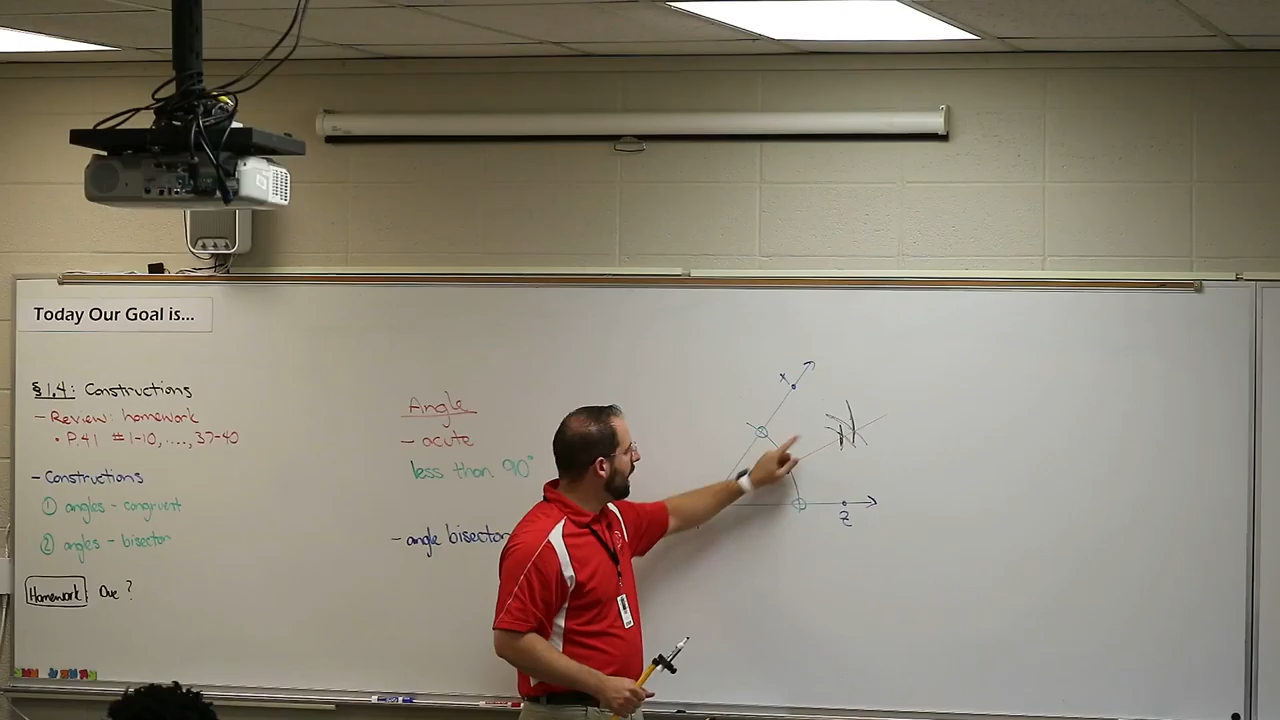 Today Our Goal is...
§1.4: Constructions
- Review: homework
• P.41 # 1-10, ...., 37-40
- Constructions
① angles - congruent
② angles - bisector
Homework Due?
Angle
- acute
less than 90°
- angle bisector
X
Z